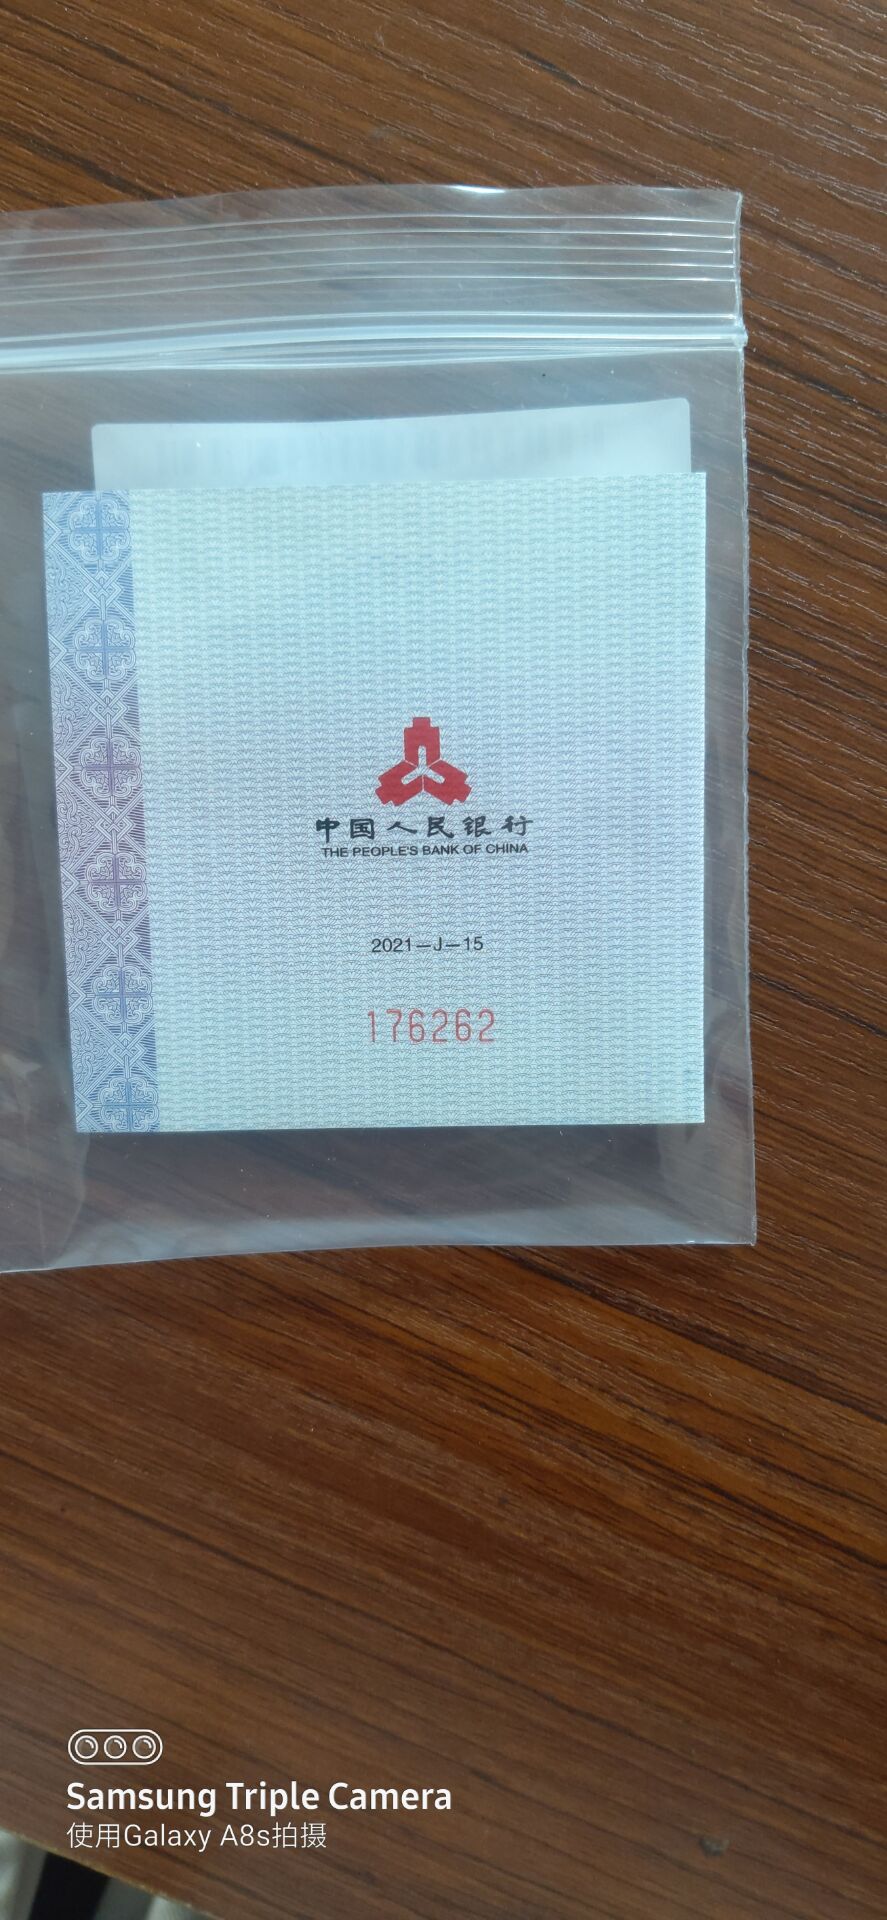 中国人民银行
THE PEOPLE'S BANK OF CHINA
2021-J-15
176262
Samsung Triple Camera
使用Galaxy A8s拍摄